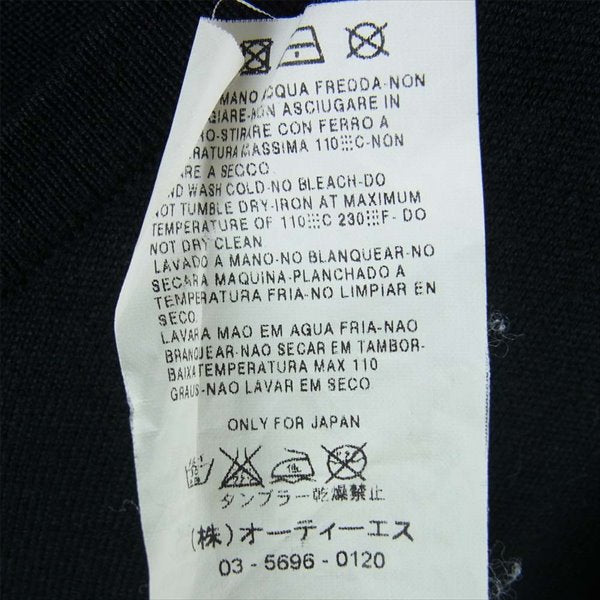 MANO /CQUA FREDDA-NON
GIARE-NON ASCIUGARE IN
RO-STIRARE CON FERRO A
ERATURA MASSIMA 110░C-NON
ARE A SECCO.
ND WASH COLD-NO BLEACH-DO
NOT TUMBLE DRY-IRON AT MAXIMUM
TEMPERATURE OF 110░C 230░F- DO
NOT DRY CLEAN.
LAVADO A MANO-NO BLANQUEAR-NO
SECARA MAQUINA-PLANCHADO A
TEMPERATURA FRIA-NO LIMPIAR EN
SECO.
LAVARA MAO EM AGUA FRIA-NAO
BRANQUEAR-NAO SECAR EM TAMBOR-
BAIXA TEMPERATURA MAX 110
GRAUS-NAO LAVAR EM SECO
ONLY FOR JAPAN
タンブラー乾燥禁止
(株)オーティーエス
03-5696-0120